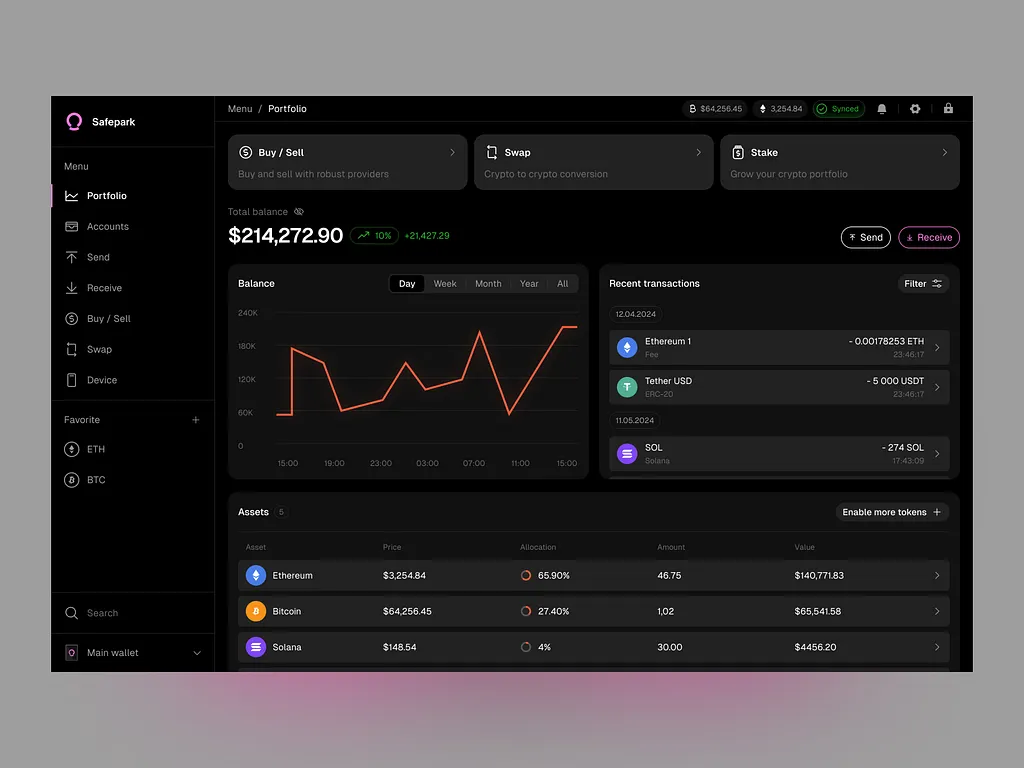 Safepark
Menu
Portfolio
Accounts
Send
Receive
Buy / Sell
Swap
Device
Favorite
ETH
BTC
Search
Main wallet
Menu / Portfolio
$64,256.45
3,254.84
Synced
Buy / Sell
Buy and sell with robust providers
Swap
Crypto to crypto conversion
Stake
Grow your crypto portfolio
Total balance
$214,272.90 10% +21,427.29
Send
Receive
Balance
Day Week Month Year All
240K
180K
120K
60K
0
15:00 19:00 23:00 03:00 07:00 11:00 15:00
Recent transactions
Filter
12.04.2024
Ethereum 1 - 0.00178253 ETH
Fee 23:46:17
Tether USD - 5 000 USDT
ERC-20 23:46:17
11.05.2024
SOL - 274 SOL
Solana 17:43:09
Assets 5
Enable more tokens
Asset Price Allocation Amount Value
Ethereum $3,254.84 65.90% 46.75 $140,771.83
Bitcoin $64,256.45 27.40% 1,02 $65,541.58
Solana $148.54 4% 30.00 $4456.20